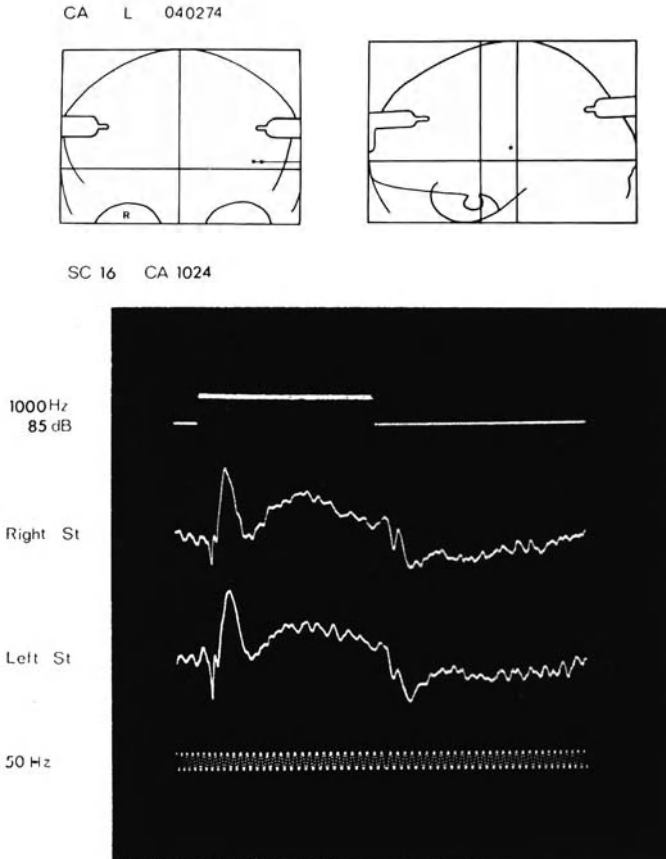 CA L 040274
R
SC 16 CA 1024
1000 Hz
85 dB
Right St
Left St
50 Hz